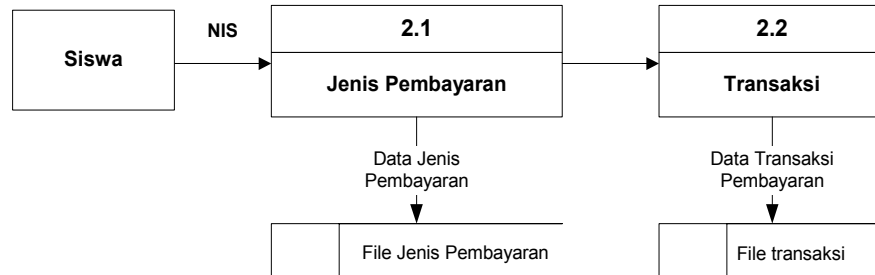 Siswa
NIS
2.1
Jenis Pembayaran
2.2
Transaksi
Data Jenis
Pembayaran
Data Transaksi
Pembayaran
File Jenis Pembayaran
File transaksi